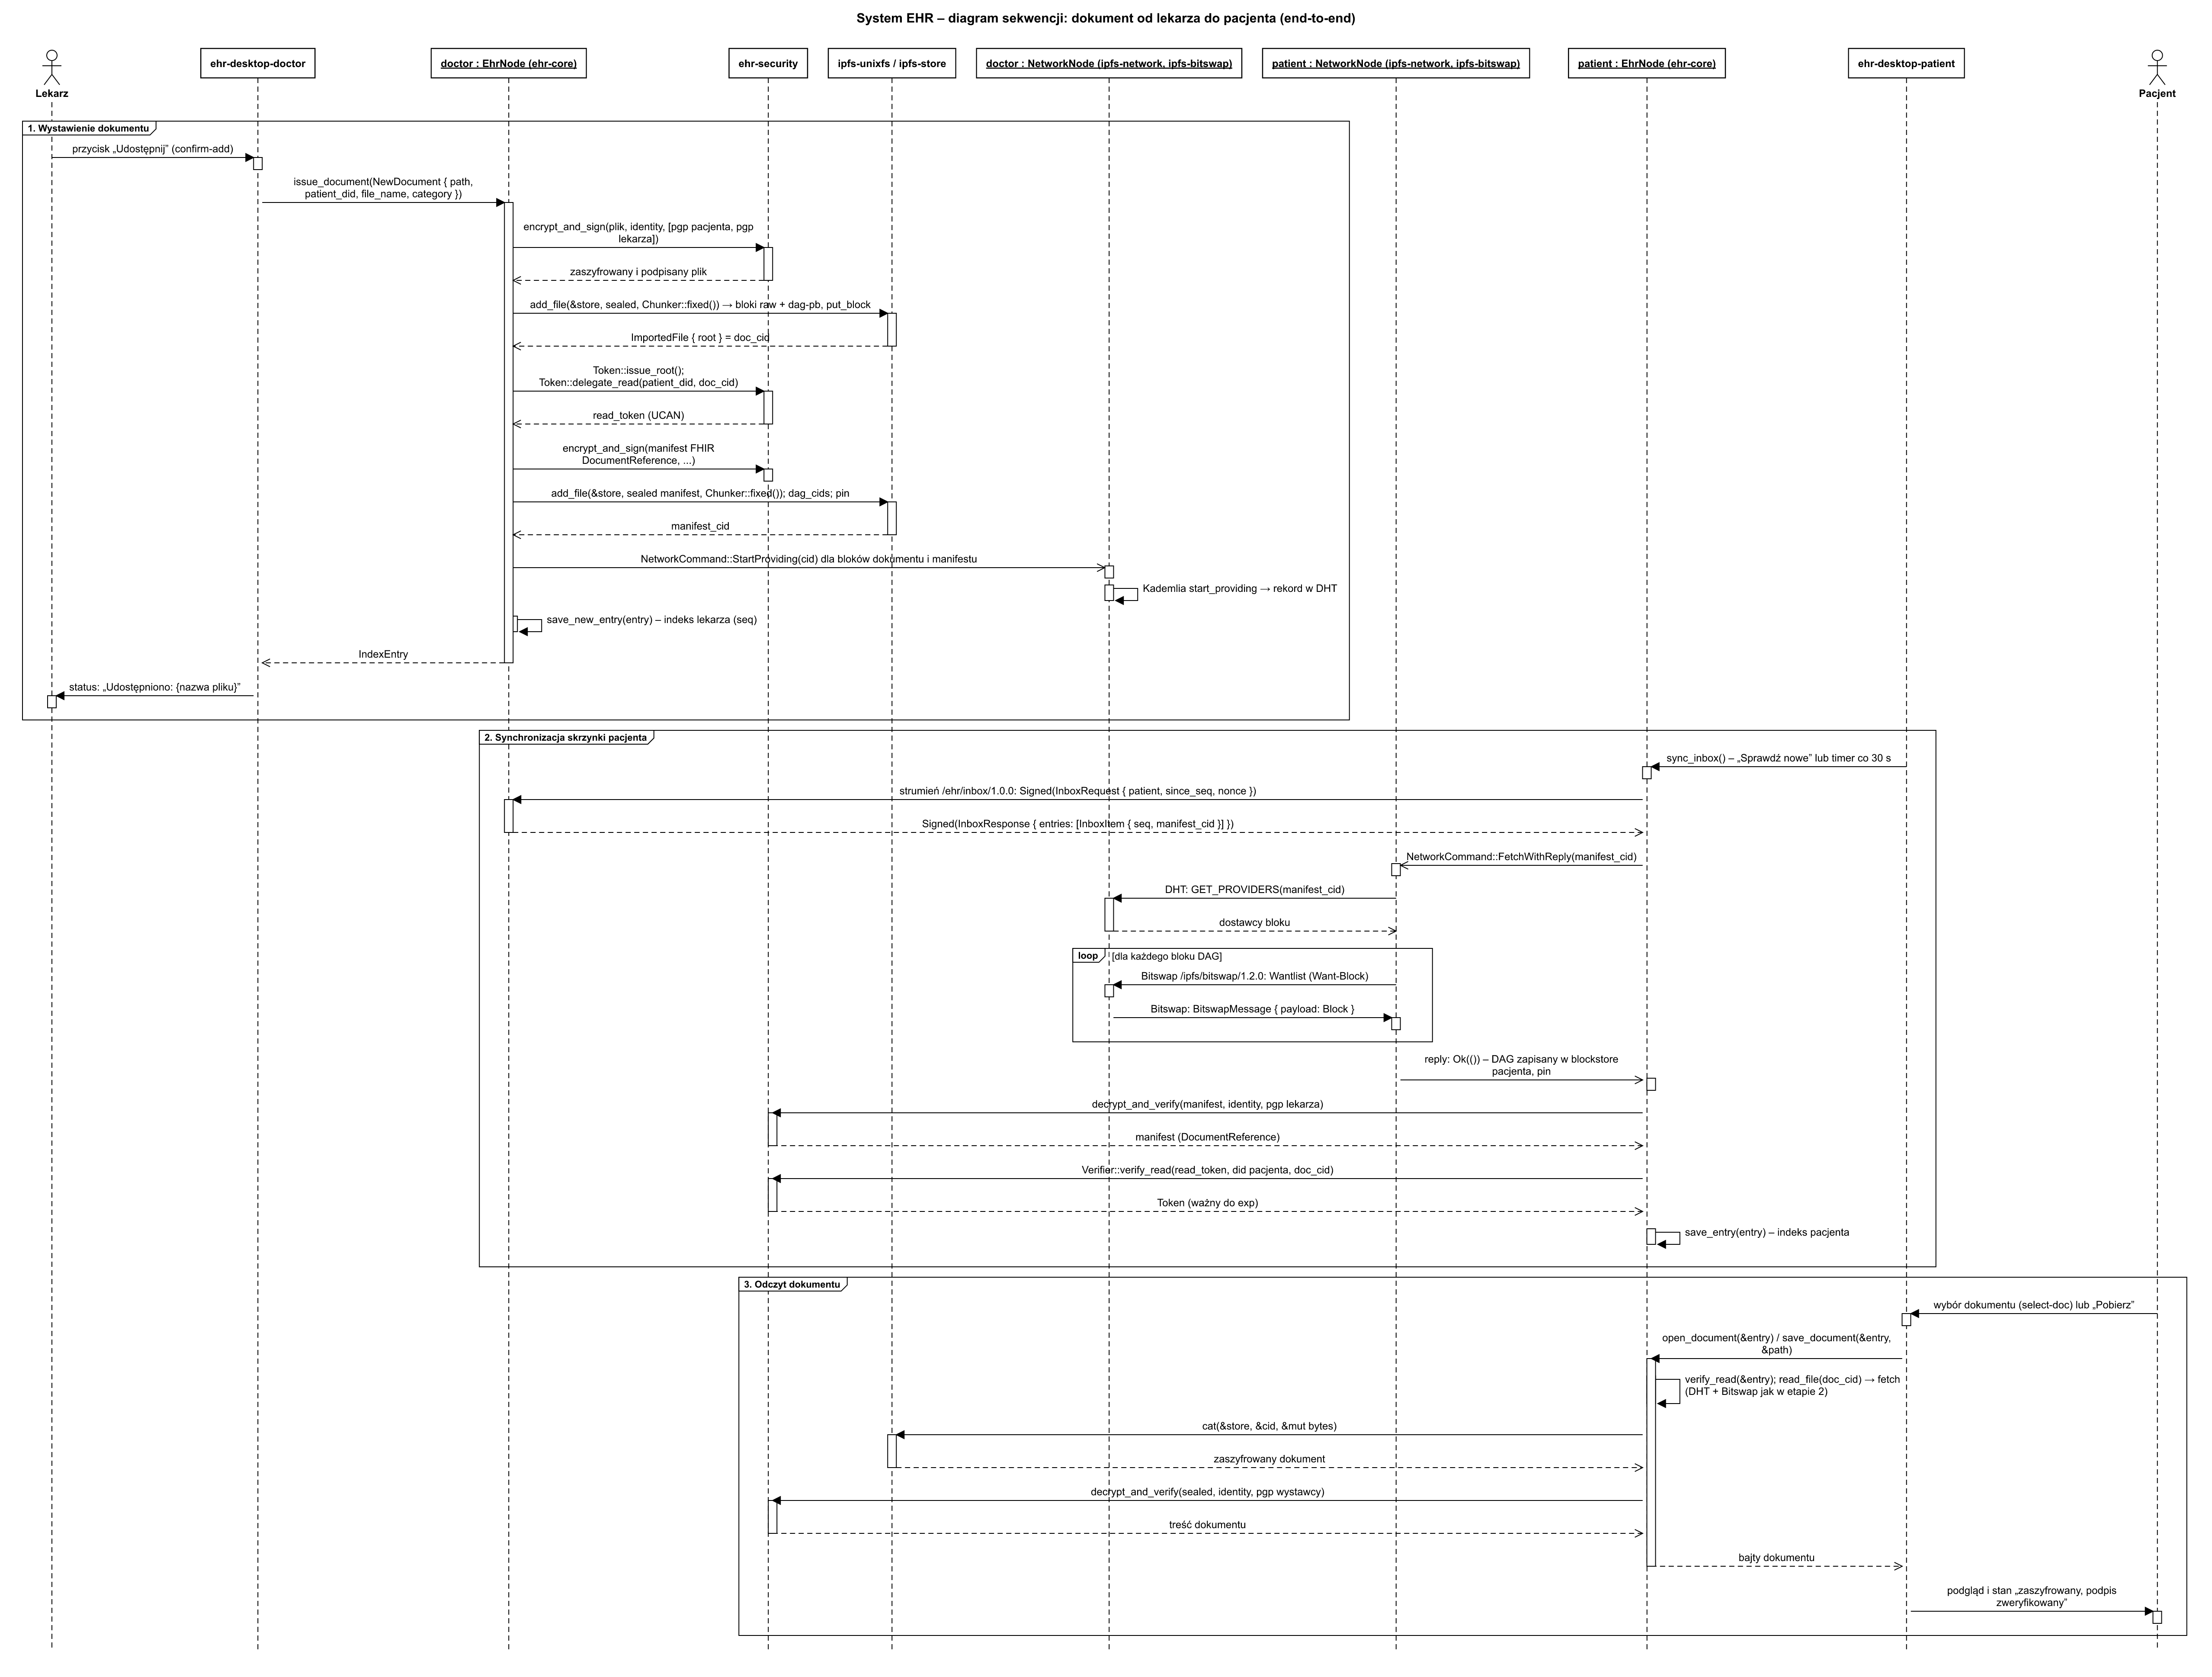 System EHR – diagram sekwencji: dokument od lekarza do pacjenta (end-to-end)
Lekarz
ehr-desktop-doctor
doctor : EhrNode (ehr-core)
ehr-security
ipfs-unixfs / ipfs-store
doctor : NetworkNode (ipfs-network, ipfs-bitswap)
patient : NetworkNode (ipfs-network, ipfs-bitswap)
patient : EhrNode (ehr-core)
ehr-desktop-patient
Pacjent
1. Wystawienie dokumentu
przycisk „Udostępnij” (confirm-add)
issue_document(NewDocument { path,
patient_did, file_name, category })
encrypt_and_sign(plik, identity, [pgp pacjenta, pgp
lekarza])
zaszyfrowany i podpisany plik
add_file(&store, sealed, Chunker::fixed()) → bloki raw + dag-pb, put_block
ImportedFile { root } = doc_cid
Token::issue_root();
Token::delegate_read(patient_did, doc_cid)
read_token (UCAN)
encrypt_and_sign(manifest FHIR
DocumentReference, ...)
add_file(&store, sealed manifest, Chunker::fixed()); dag_cids; pin
manifest_cid
NetworkCommand::StartProviding(cid) dla bloków dokumentu i manifestu
Kademlia start_providing → rekord w DHT
save_new_entry(entry) – indeks lekarza (seq)
IndexEntry
status: „Udostępniono: {nazwa pliku}”
2. Synchronizacja skrzynki pacjenta
sync_inbox() – „Sprawdź nowe” lub timer co 30 s
strumień /ehr/inbox/1.0.0: Signed(InboxRequest { patient, since_seq, nonce })
Signed(InboxResponse { entries: [InboxItem { seq, manifest_cid }] })
NetworkCommand::FetchWithReply(manifest_cid)
DHT: GET_PROVIDERS(manifest_cid)
dostawcy bloku
loop [dla każdego bloku DAG]
Bitswap /ipfs/bitswap/1.2.0: Wantlist (Want-Block)
Bitswap: BitswapMessage { payload: Block }
reply: Ok(()) – DAG zapisany w blockstore
pacjenta, pin
decrypt_and_verify(manifest, identity, pgp lekarza)
manifest (DocumentReference)
Verifier::verify_read(read_token, did pacjenta, doc_cid)
Token (ważny do exp)
save_entry(entry) – indeks pacjenta
3. Odczyt dokumentu
wybór dokumentu (select-doc) lub „Pobierz”
open_document(&entry) / save_document(&entry,
&path)
verify_read(&entry); read_file(doc_cid) → fetch
(DHT + Bitswap jak w etapie 2)
cat(&store, &cid, &mut bytes)
zaszyfrowany dokument
decrypt_and_verify(sealed, identity, pgp wystawcy)
treść dokumentu
bajty dokumentu
podgląd i stan „zaszyfrowany, podpis
zweryfikowany”